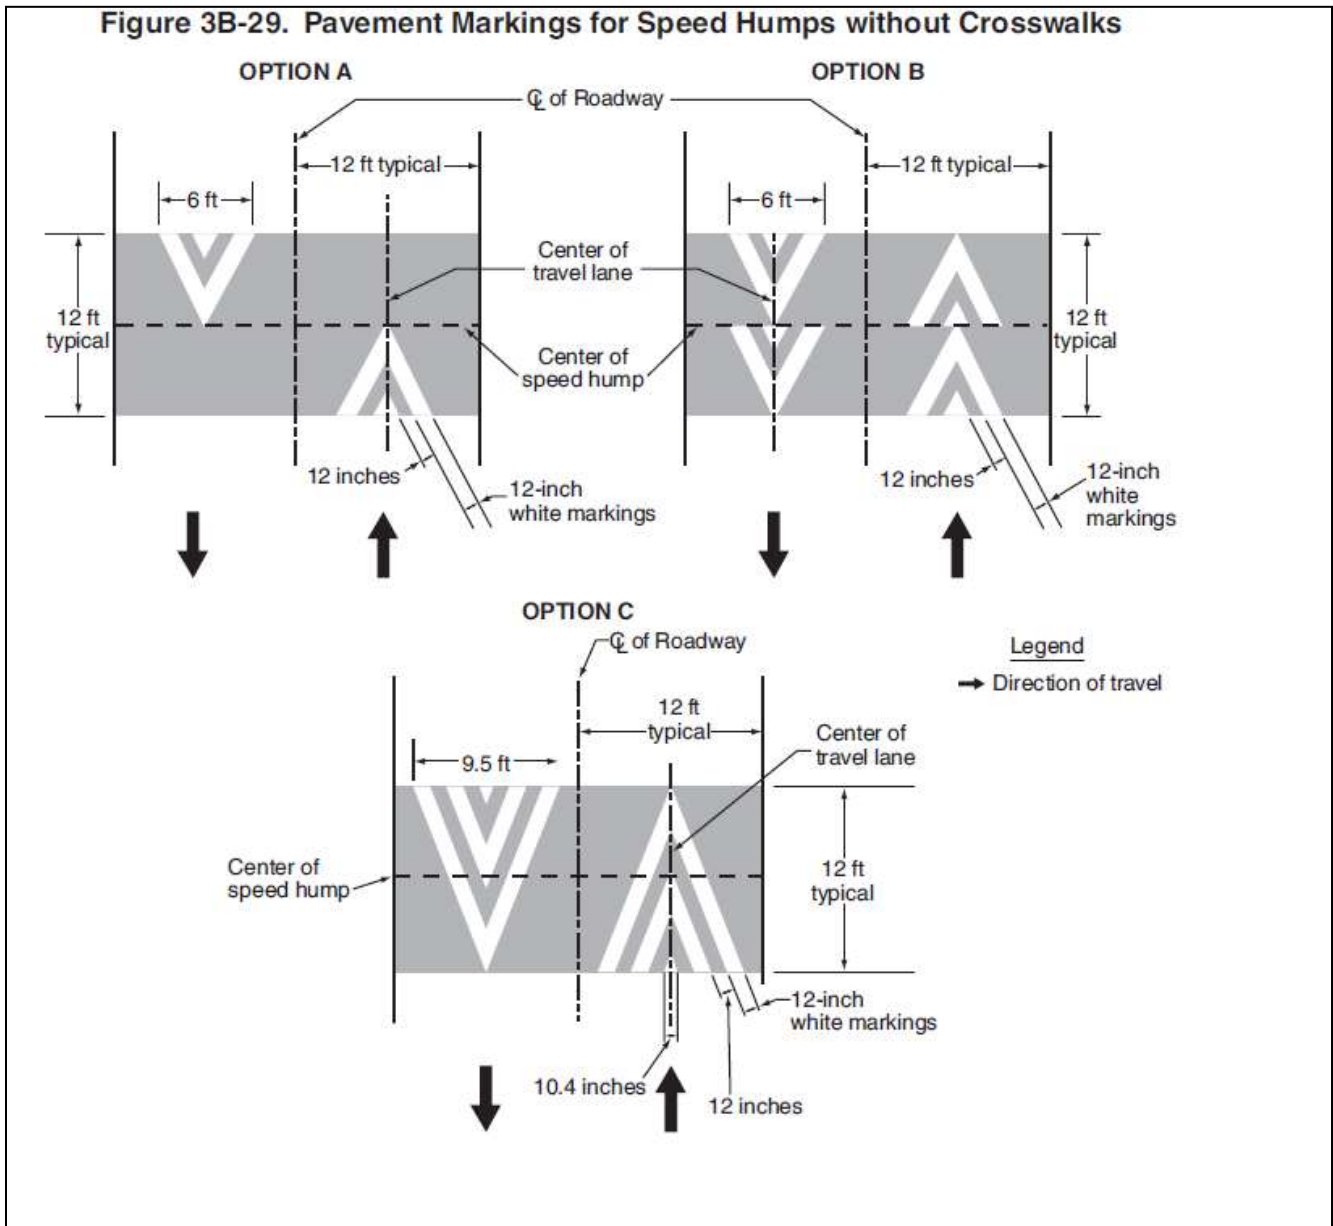 Figure 3B-29. Pavement Markings for Speed Humps without Crosswalks
OPTION A
OPTION B
℄ of Roadway
12 ft typical
12 ft typical
6 ft
6 ft
Center of
travel lane
12 ft
typical
12 ft
typical
Center of
speed hump
12 inches
12-inch
white markings
12 inches
12-inch
white
markings
OPTION C
℄ of Roadway
Legend
Direction of travel
12 ft
typical
Center of
travel lane
9.5 ft
Center of
speed hump
12 ft
typical
12-inch
white markings
10.4 inches
12 inches